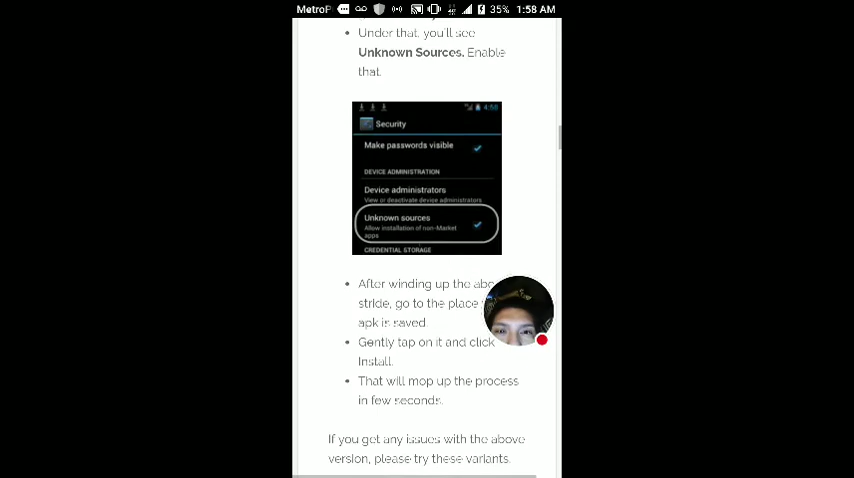 MetroP 35% 1:58 AM
Under that, you'll see
Unknown Sources. Enable
that.
4:58
Security
Make passwords visible
DEVICE ADMINISTRATION
Device administrators
View or deactivate device administrators
Unknown sources
Allow installation of non-Market
apps
CREDENTIAL STORAGE
After winding up the
stride, go to the place
apk is saved.
Gently tap on it and click
Install.
That will mop up the process
in few seconds.
If you get any issues with the above
version, please try these variants.